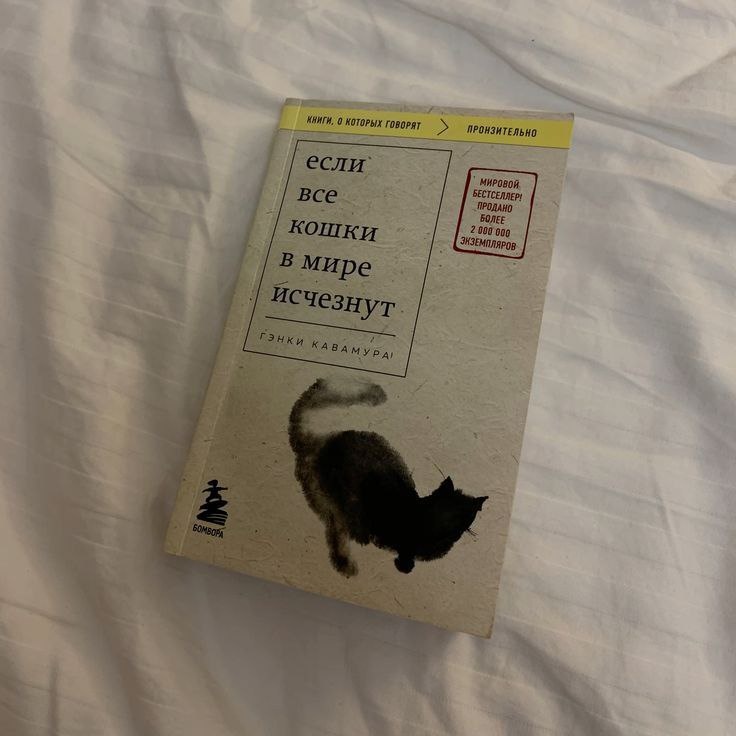 КНИГИ, О КОТОРЫХ ГОВОРЯТ > ПРОНЗИТЕЛЬНО
если
все
кошки
в мире
исчезнут
ГЭНКИ КАВАМУРА
МИРОВОЙ
БЕСТСЕЛЛЕР!
ПРОДАНО
БОЛЕЕ
2 000 000
ЭКЗЕМПЛЯРОВ
БОМБОРА